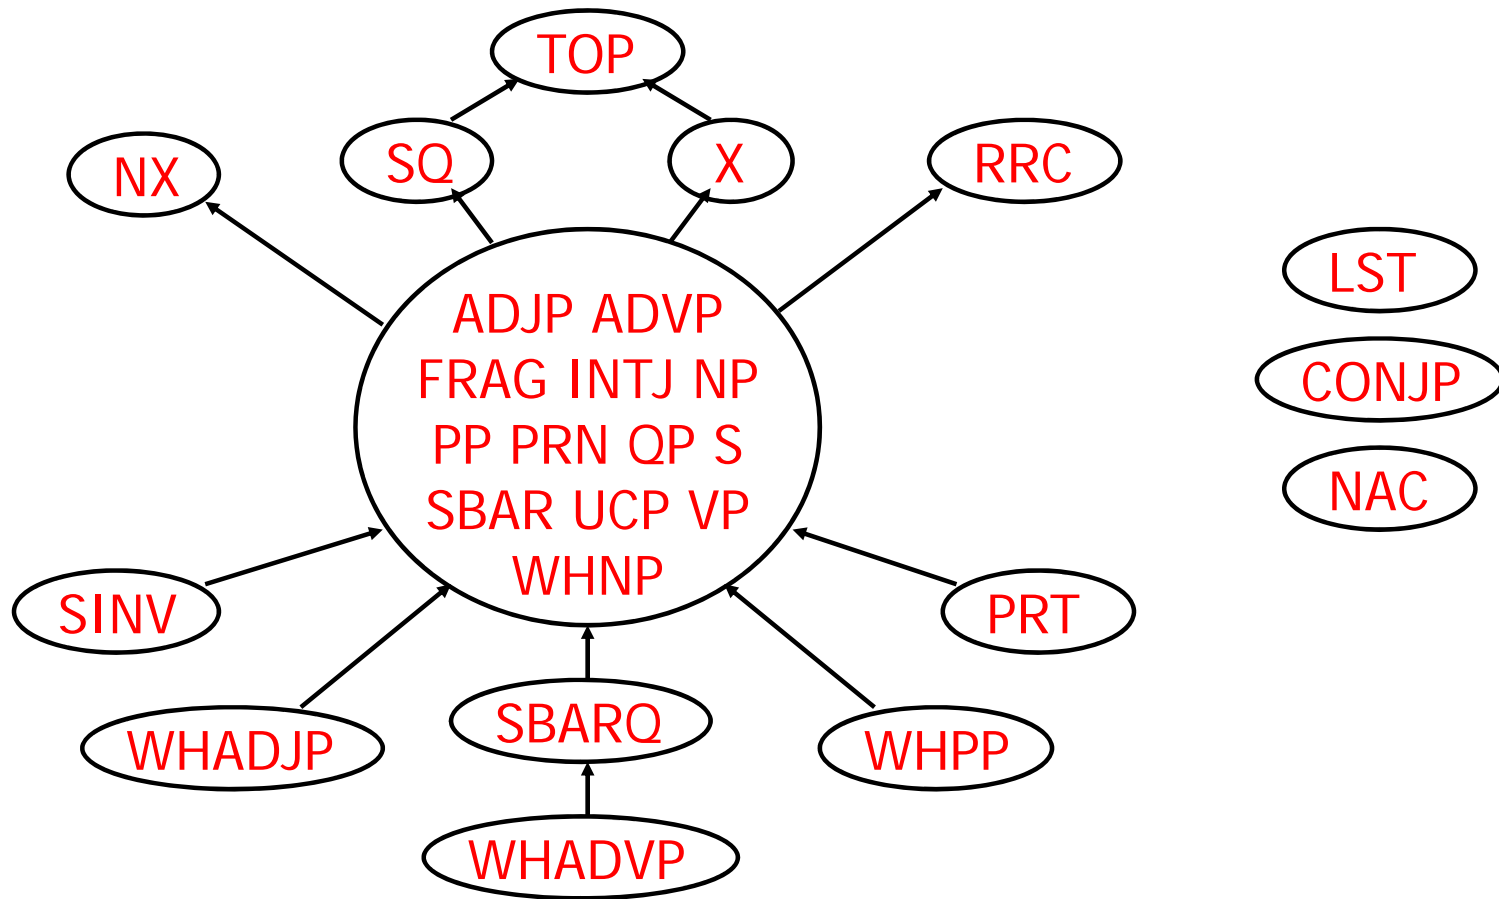 TOP
SQ
X
NX
RRC
ADJP ADVP
FRAG INTJ NP
PP PRN QP S
SBAR UCP VP
WHNP
LST
CONJP
NAC
SINV
PRT
SBARQ
WHADJP
WHPP
WHADVP